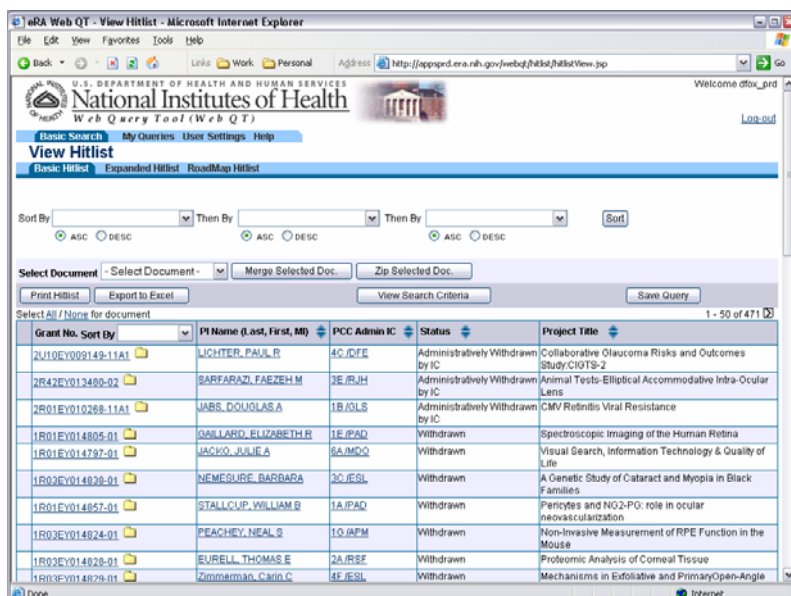 eRA Web QT - View Hitlist - Microsoft Internet Explorer
File Edit View Favorites Tools Help
Back Links Work Personal Address http://appsprd.era.nih.gov/webqt/hitlist/hitlistView.jsp Go
U.S. DEPARTMENT OF HEALTH AND HUMAN SERVICES
National Institutes of Health
Web Query Tool (Web QT)
Welcome dfox_prd
Log-out
Basic Search My Queries User Settings Help
View Hitlist
Basic Hitlist Expanded Hitlist RoadMap Hitlist
Sort By Then By Then By Sort
ASC DESC ASC DESC ASC DESC
Select Document - Select Document - Merge Selected Doc. Zip Selected Doc.
Print Hitlist Export to Excel View Search Criteria Save Query
Select All / None for document 1 - 50 of 471
Grant No. Sort By PI Name (Last, First, MI) PCC Admin IC Status Project Title
2U10EY009149-11A1 LICHTER, PAUL R 4C /DFE Administratively Withdrawn by IC Collaborative Glaucoma Risks and Outcomes Study:CIGTS-2
2R42EY013480-02 SARFARAZI, FAEZEH M 3E /RJH Administratively Withdrawn by IC Animal Tests-Elliptical Accommodative Intra-Ocular Lens
2R01EY010268-11A1 JABS, DOUGLAS A 1B /GLS Administratively Withdrawn by IC CMV Retinitis Viral Resistance
1R01EY014805-01 GAILLARD, ELIZABETH R 1E /PAD Withdrawn Spectroscopic Imaging of the Human Retina
1R01EY014797-01 JACKO, JULIE A 6A /MDO Withdrawn Visual Search, Information Technology & Quality of Life
1R03EY014838-01 NEMESURE, BARBARA 3C /ESL Withdrawn A Genetic Study of Cataract and Myopia in Black Families
1R01EY014857-01 STALLCUP, WILLIAM B 1A /PAD Withdrawn Pericytes and NG2-PG: role in ocular neovascularization
1R03EY014824-01 PEACHEY, NEAL S 1O /APM Withdrawn Non-Invasive Measurement of RPE Function in the Mouse
1R03EY014828-01 EURELL, THOMAS E 2A /RSF Withdrawn Proteomic Analysis of Corneal Tissue
1R03EY014829-01 Zimmerman, Carin C 4F /ESL Withdrawn Mechanisms in Exfoliative and PrimaryOpen-Angle
Done Internet